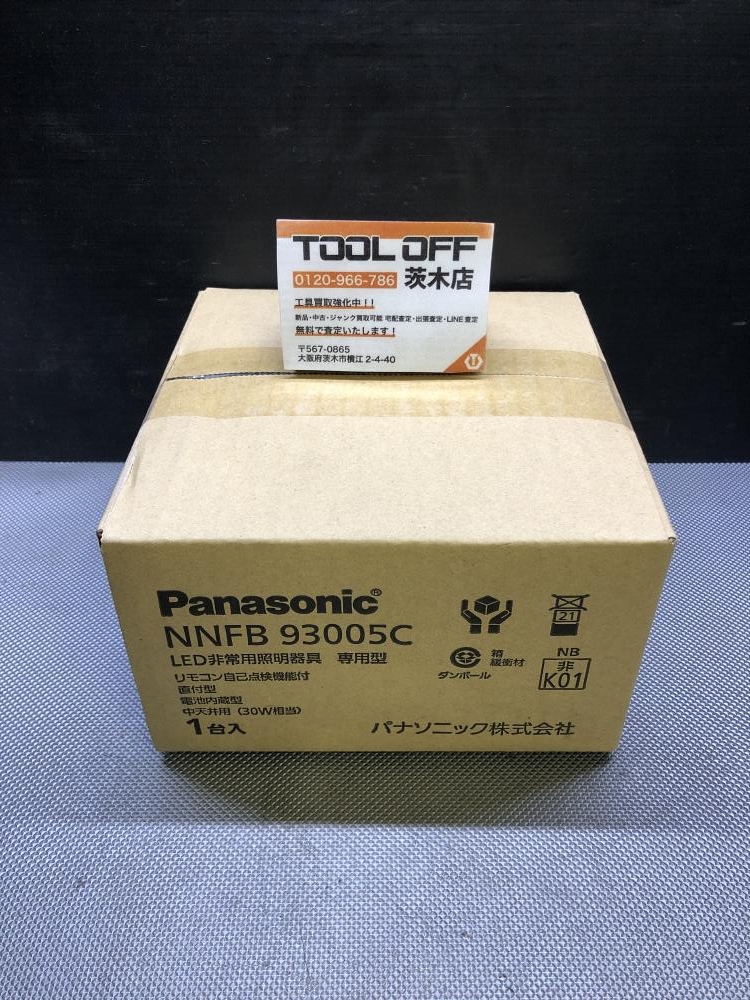 TOOL OFF
0120-966-786 茨木店
工具買取強化中！！
新品・中古・ジャンク買取可能 宅配査定・出張査定・LINE査定
無料で査定いたします！
〒567-0865
大阪府茨木市横江2-4-40
Panasonic®
NNFB 93005C
LED非常用照明器具 専用型
リモコン自己点検機能付
直付型
電池内蔵型
中天井用（30W相当）
1台入
21
箱
緩衝材
ダンボール
NB
非
K01
パナソニック株式会社